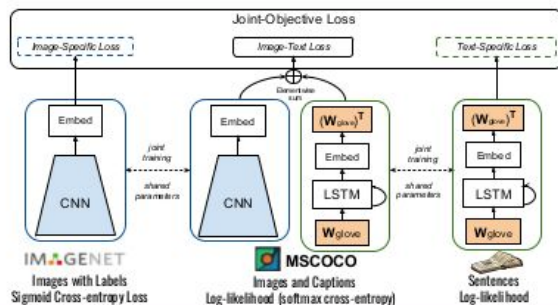 Joint-Objective Loss
Image-Specific Loss
Image-Text Loss
Text-Specific Loss
Elementwise
sum
Embed
CNN
joint
training
shared
parameters
Embed
CNN
(Wglove)T
Embed
LSTM
Wglove
joint
training
shared
parameters
(Wglove)T
Embed
LSTM
Wglove
IMAGENET
Images with Labels
Sigmoid Cross-entropy Loss
MSCOCO
Images and Captions
Log-likelihood (softmax cross-entropy)
Sentences
Log-likelihood